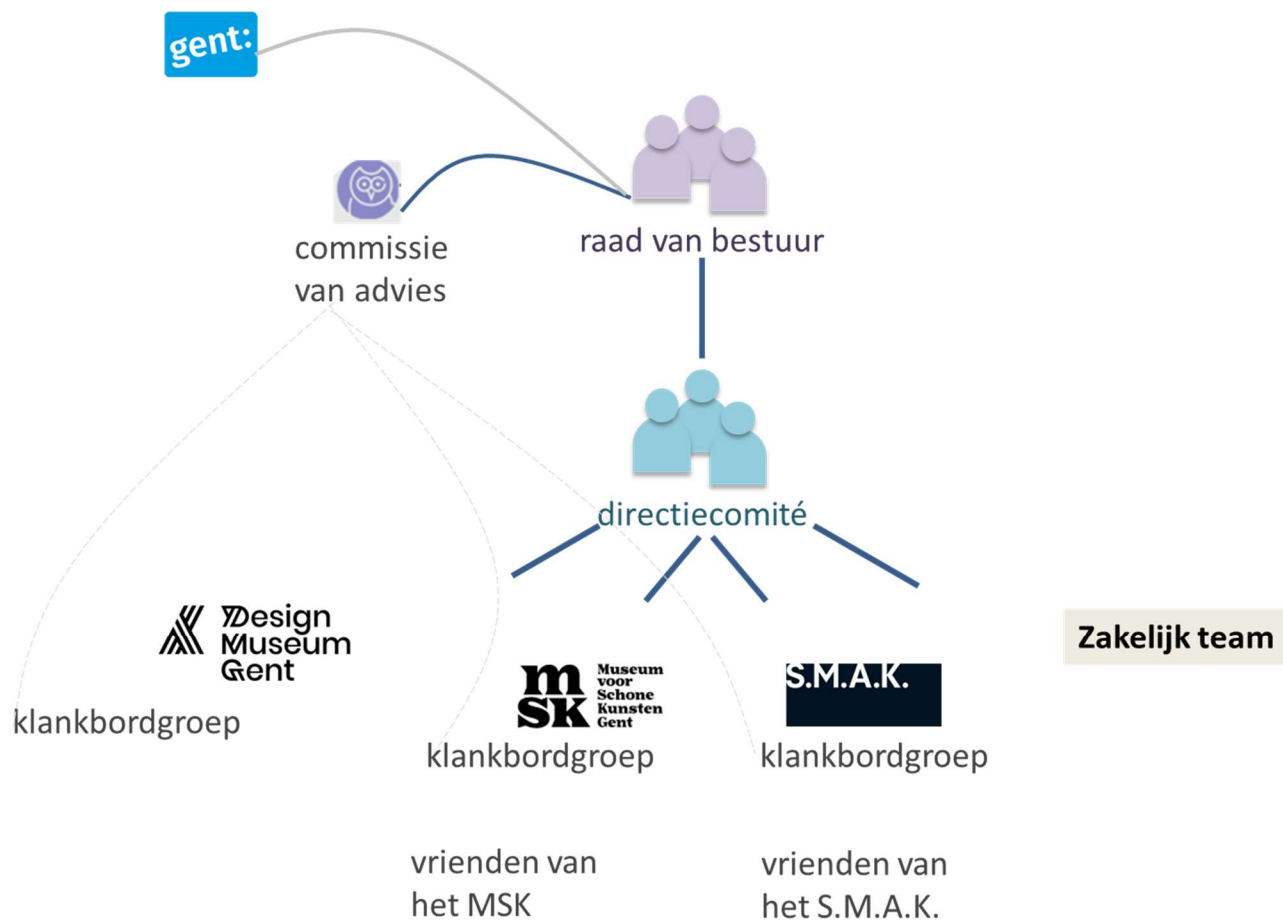 gent:
commissie
van advies
raad van bestuur
directiecomité
Design
Museum
Gent
klankbordgroep
msk
Museum
voor
Schone
Kunsten
Gent
klankbordgroep
S.M.A.K.
klankbordgroep
Zakelijk team
vrienden van
het MSK
vrienden van
het S.M.A.K.